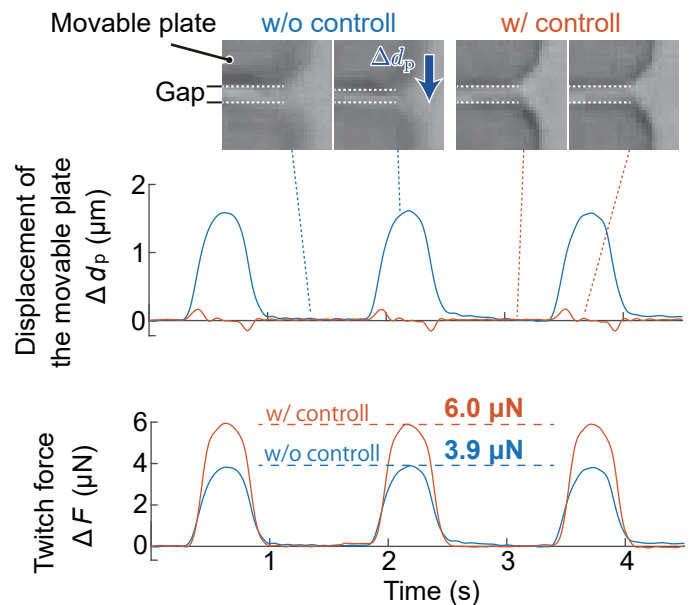 Movable plate
w/o controll
w/ controll
Δdp
Gap
Displacement of
the movable plate
Δdp (μm)
2
1
0
w/ controll
6.0 μN
w/o controll
3.9 μN
Twitch force
ΔF (μN)
6
4
2
0
1
2
3
4
Time (s)